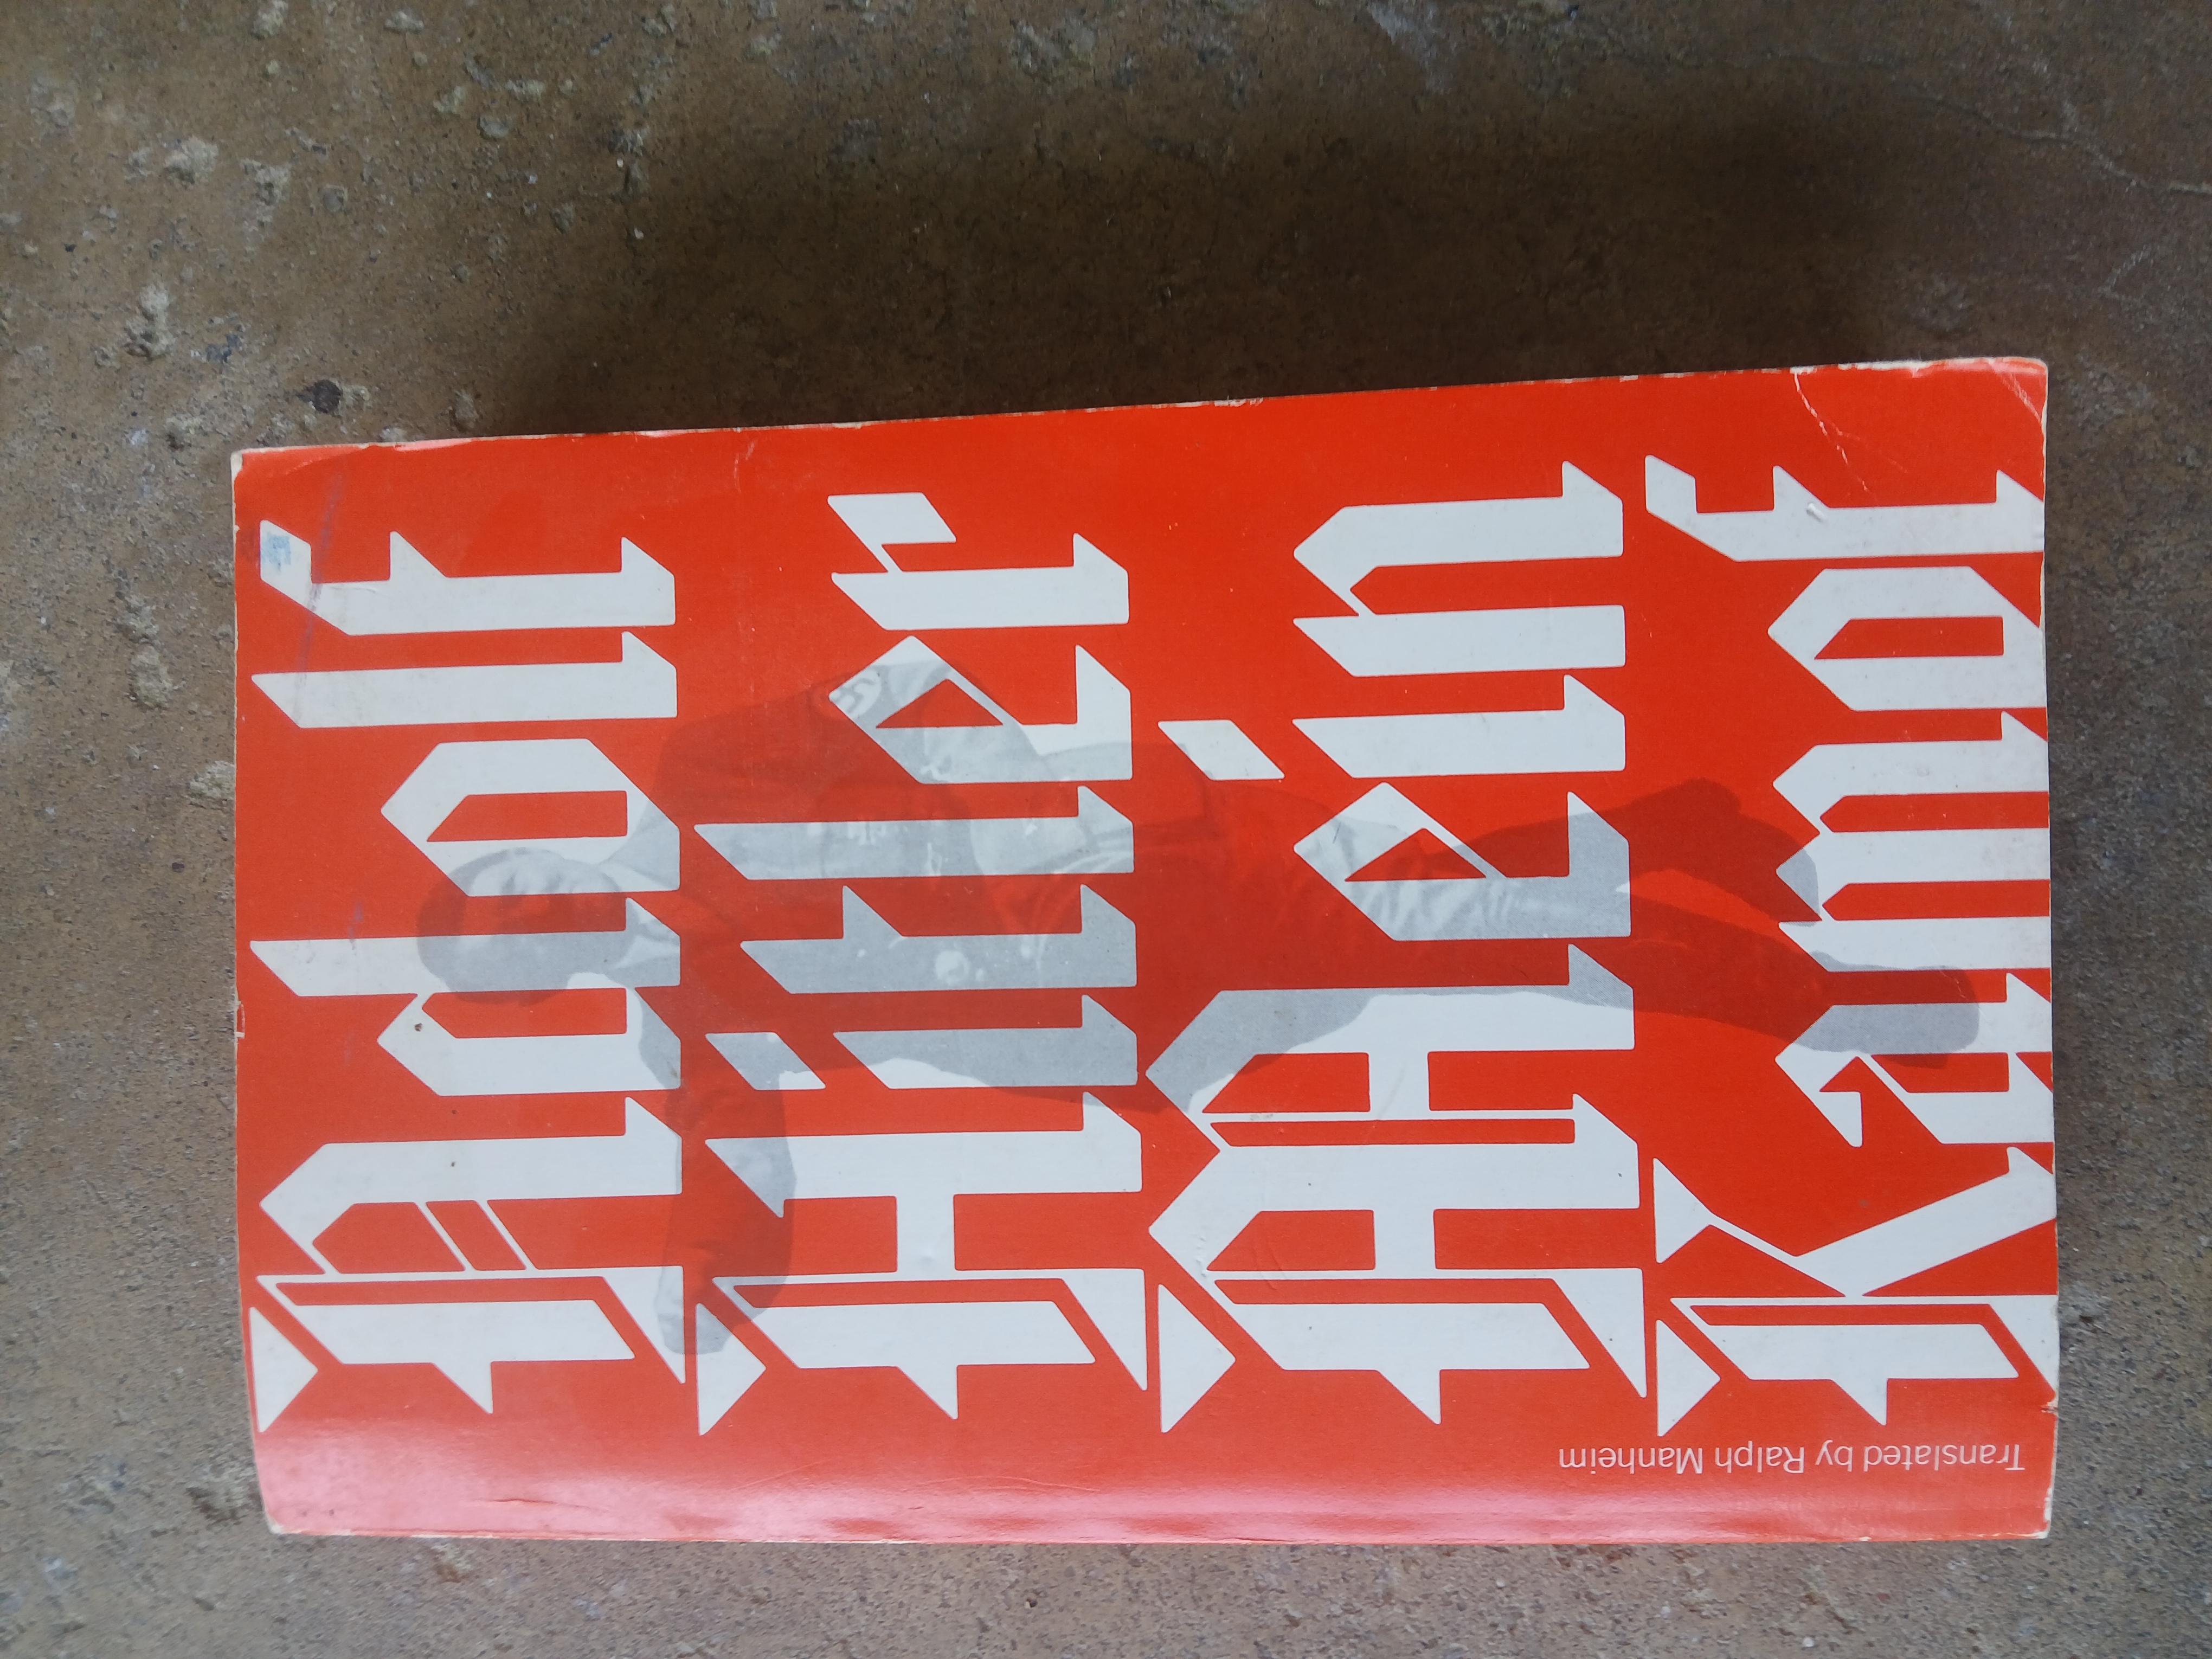 Adolf
Hitler,
Mein
Kampf
Translated by Ralph Manheim